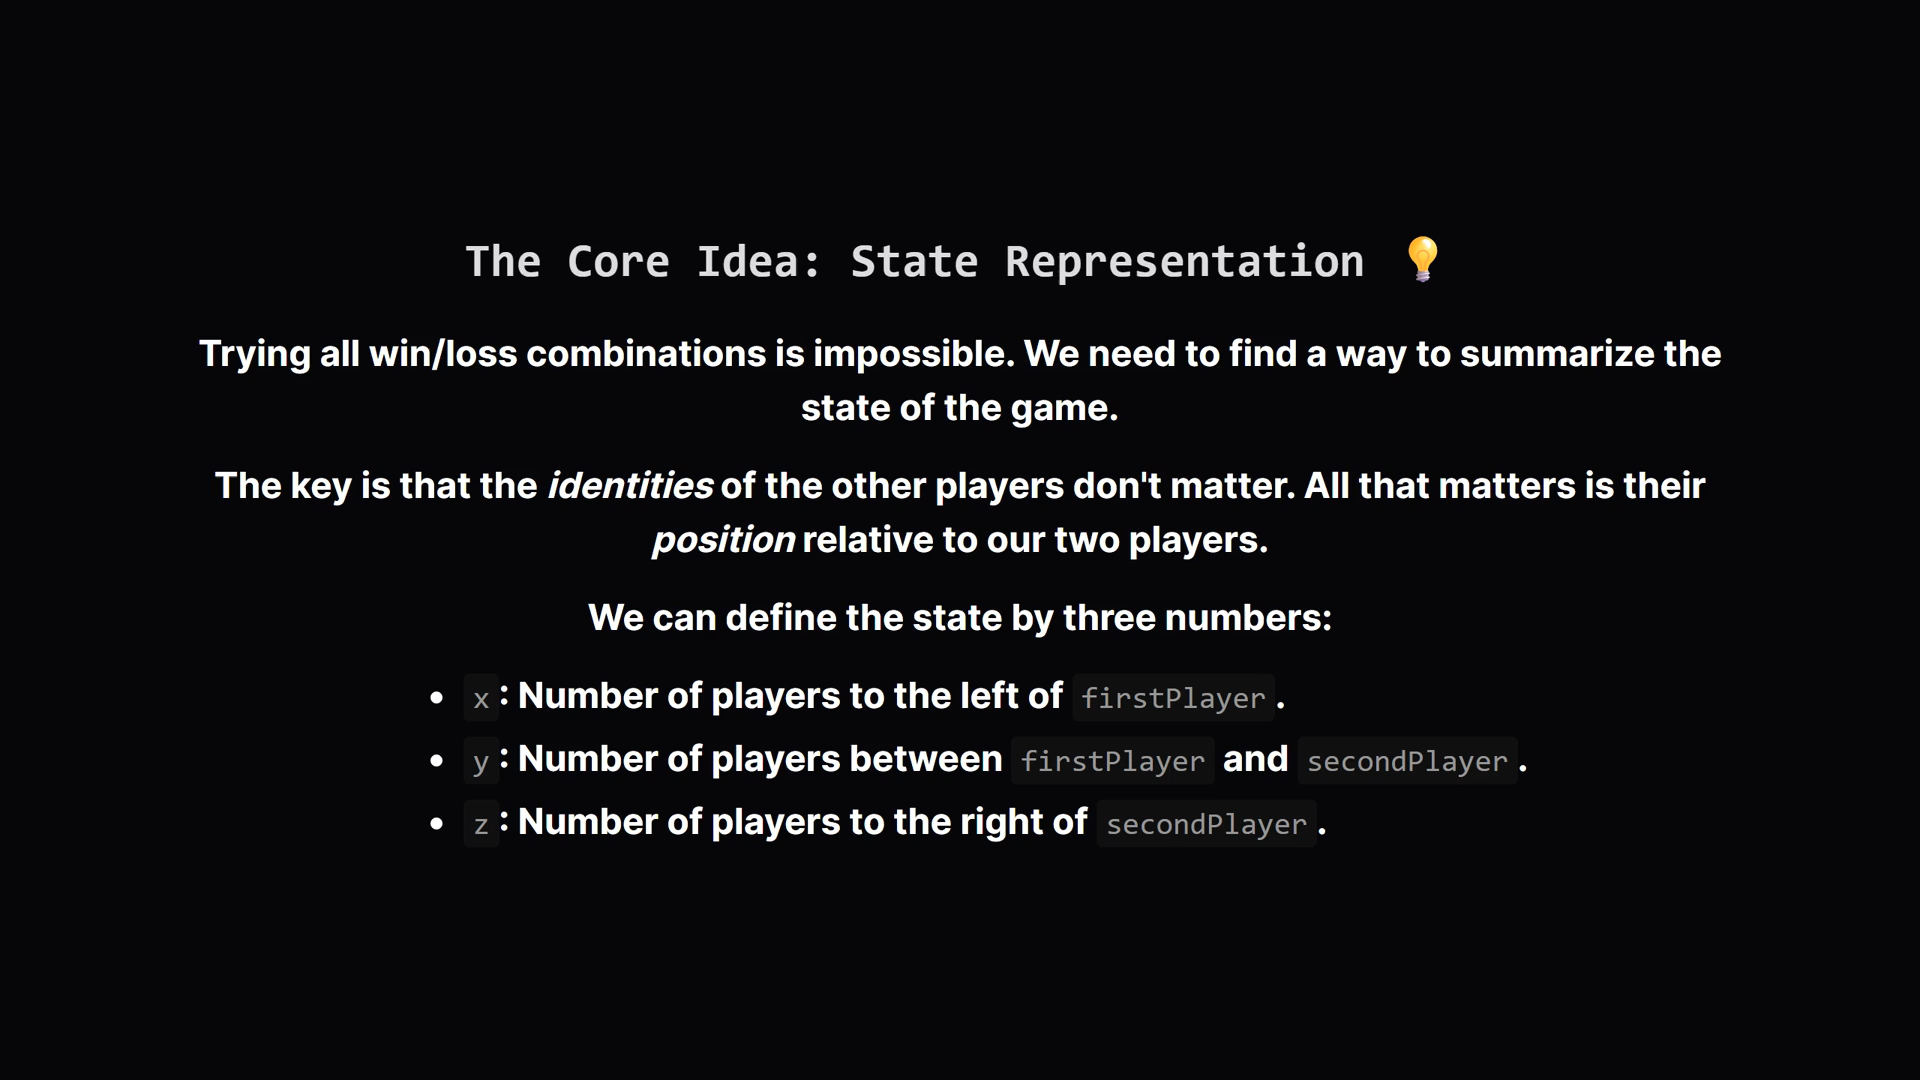 The Core Idea: State Representation 💡
Trying all win/loss combinations is impossible. We need to find a way to summarize the
state of the game.
The key is that the identities of the other players don't matter. All that matters is their
position relative to our two players.
We can define the state by three numbers:
• x: Number of players to the left of firstPlayer.
• y: Number of players between firstPlayer and secondPlayer.
• z: Number of players to the right of secondPlayer.